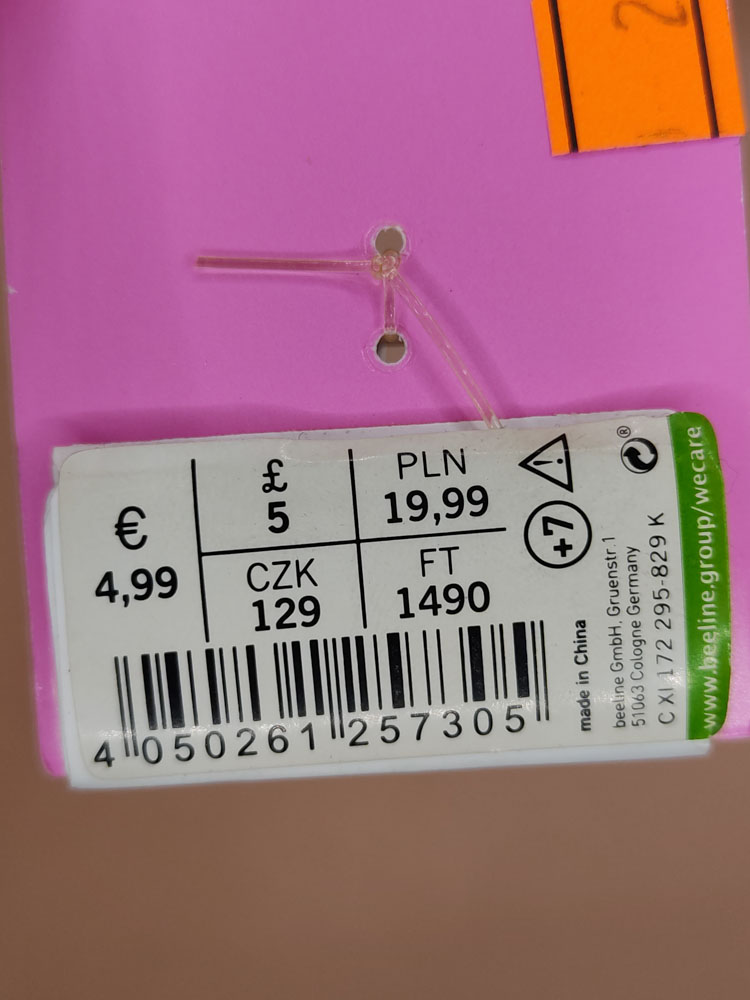 2
€
4,99
£
5
PLN
19,99
CZK
129
FT
1490
+7
4 050261 257305
made in China
beeline GmbH, Gruenstr.1
51063 Cologne Germany
C XI 172 295-829 K
®
www.beeline.group/wecare